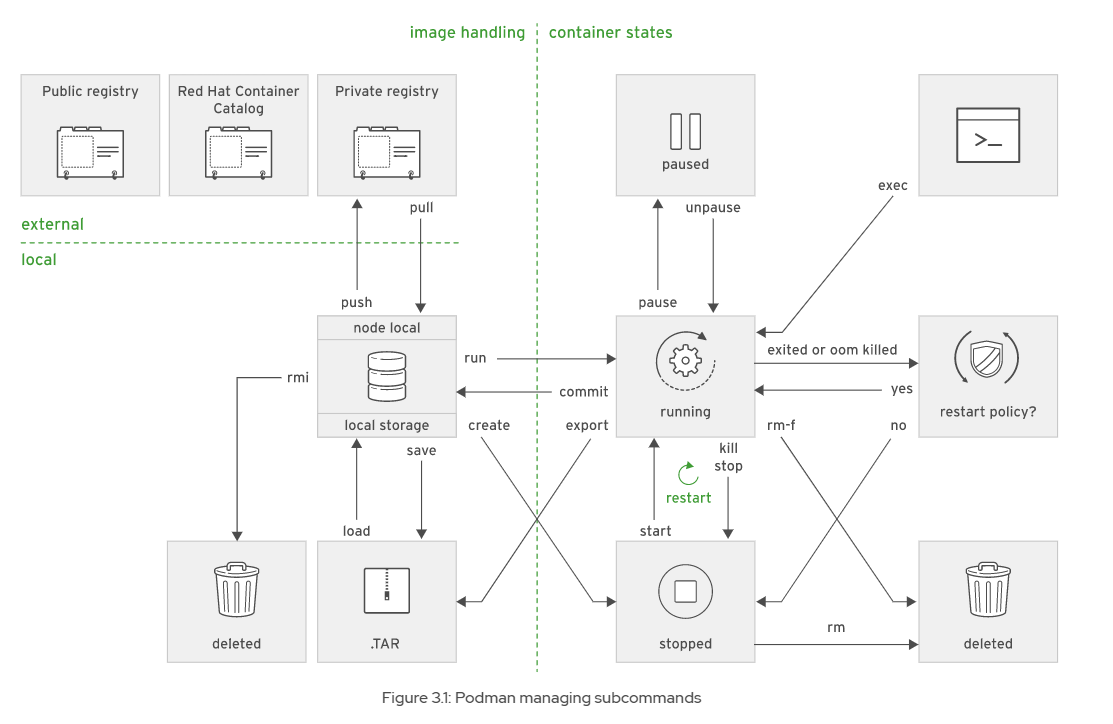 image handling
container states
Public registry
Red Hat Container
Catalog
Private registry
paused
>_
exec
external
local
pull
push
unpause
pause
node local
local storage
rmi
run
commit
create
export
save
load
running
exited or oom killed
yes
restart policy?
rm-f
no
kill
stop
restart
start
deleted
.TAR
stopped
rm
deleted
Figure 3.1: Podman managing subcommands